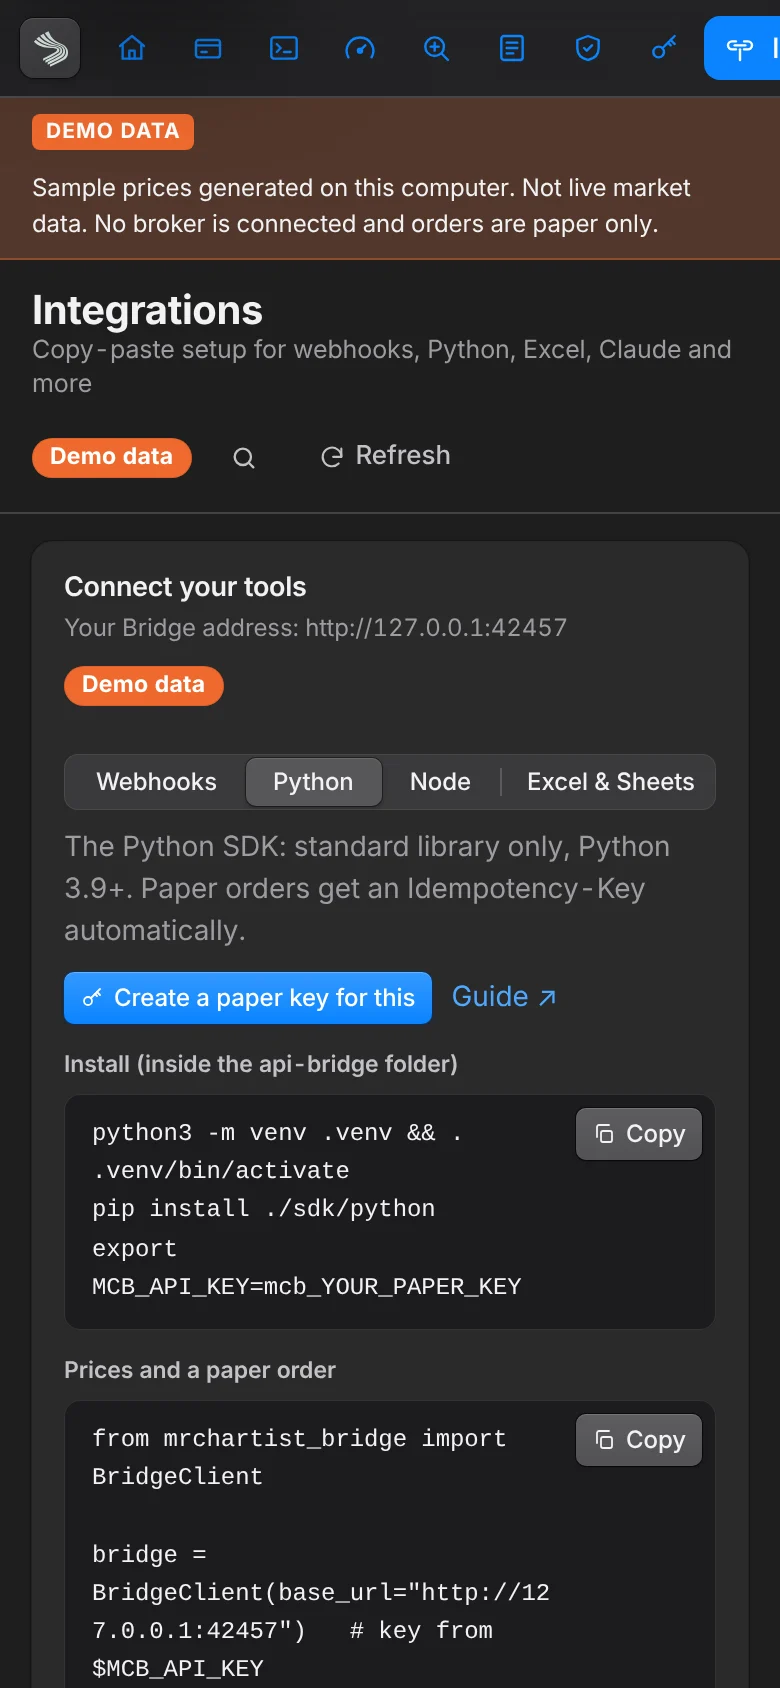 DEMO DATA
Sample prices generated on this computer. Not live market
data. No broker is connected and orders are paper only.
Integrations
Copy-paste setup for webhooks, Python, Excel, Claude and
more
Demo data
Refresh
Connect your tools
Your Bridge address: http://127.0.0.1:42457
Demo data
Webhooks Python Node Excel & Sheets
The Python SDK: standard library only, Python
3.9+. Paper orders get an Idempotency-Key
automatically.
Create a paper key for this Guide ↗
Install (inside the api-bridge folder)
Copy
python3 -m venv .venv && .
.venv/bin/activate
pip install ./sdk/python
export
MCB_API_KEY=mcb_YOUR_PAPER_KEY
Prices and a paper order
Copy
from mrchartist_bridge import
BridgeClient
bridge =
BridgeClient(base_url="http://12
7.0.0.1:42457")   # key from
$MCB_API_KEY